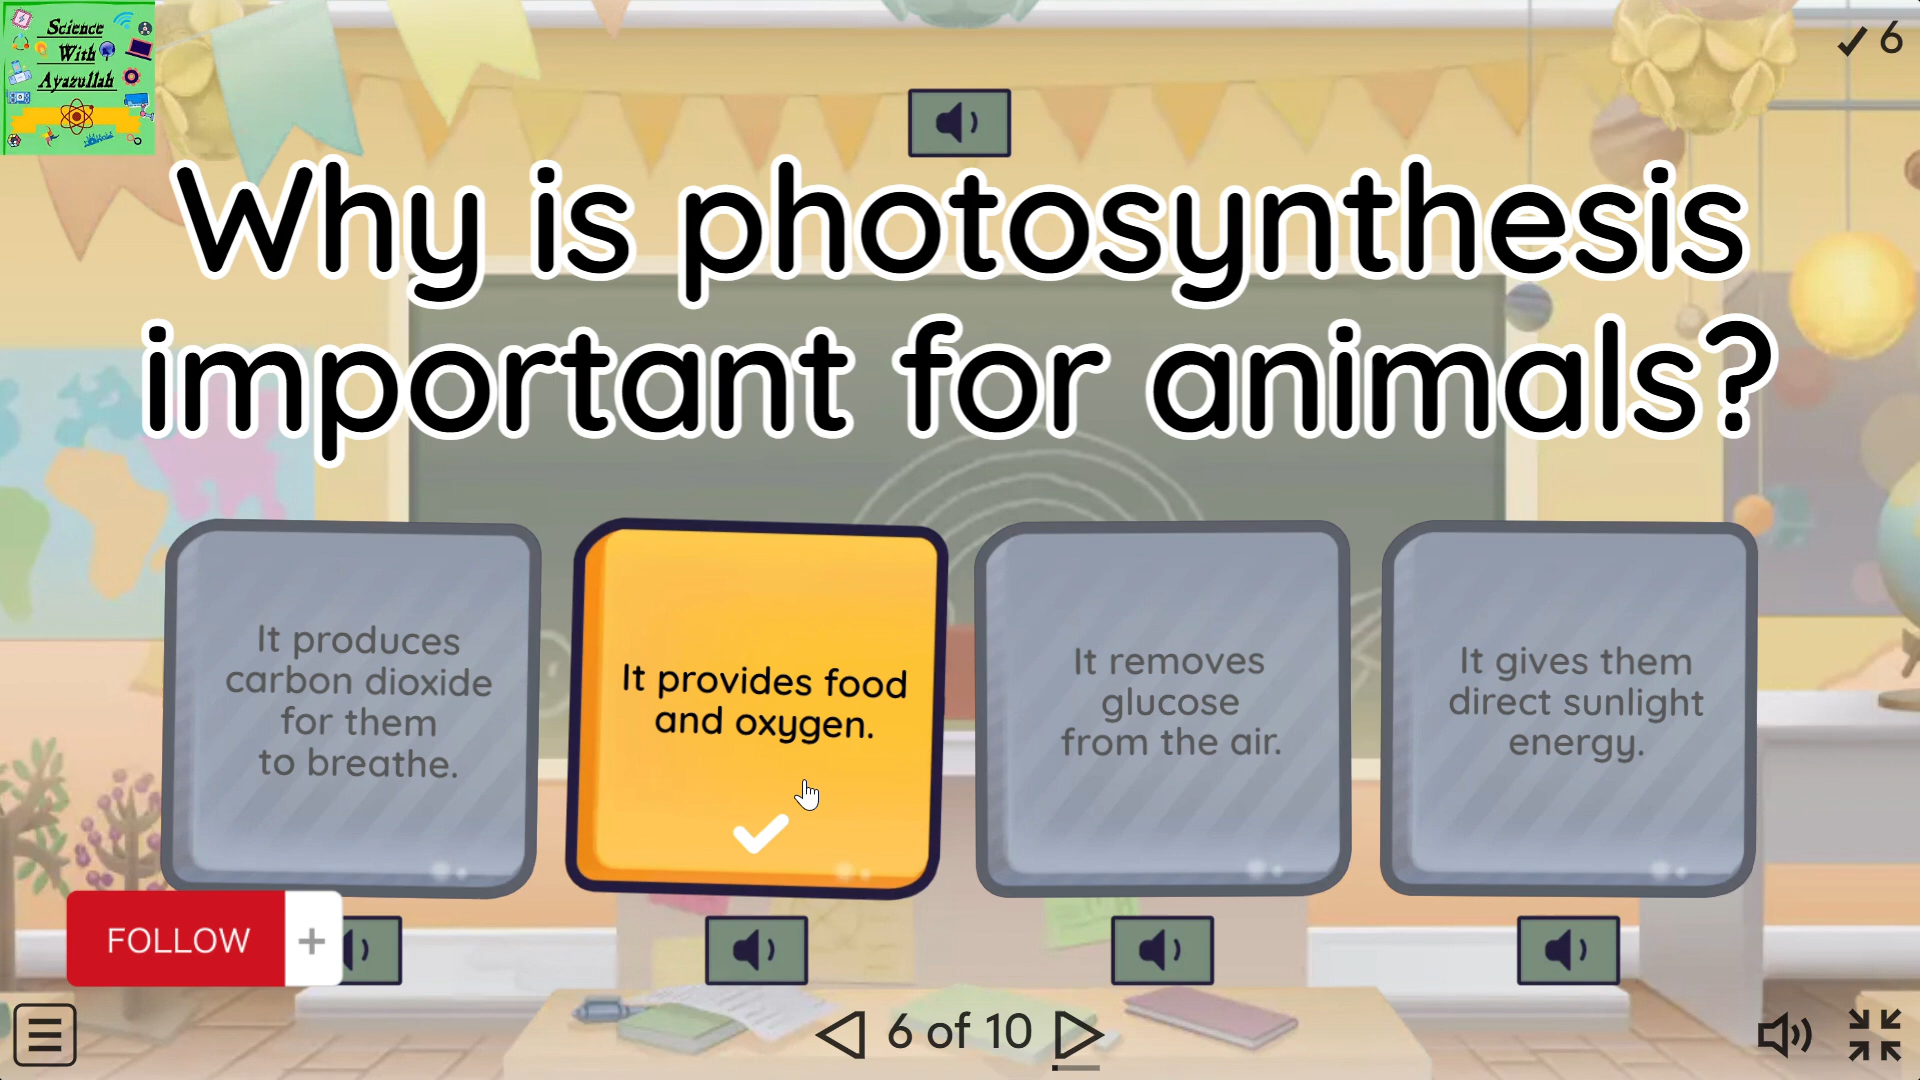 Science
With
Ayazullah
6
Why is photosynthesis
important for animals?
It produces
carbon dioxide
for them
to breathe.
It provides food
and oxygen.
It removes
glucose
from the air.
It gives them
direct sunlight
energy.
FOLLOW +
6 of 10